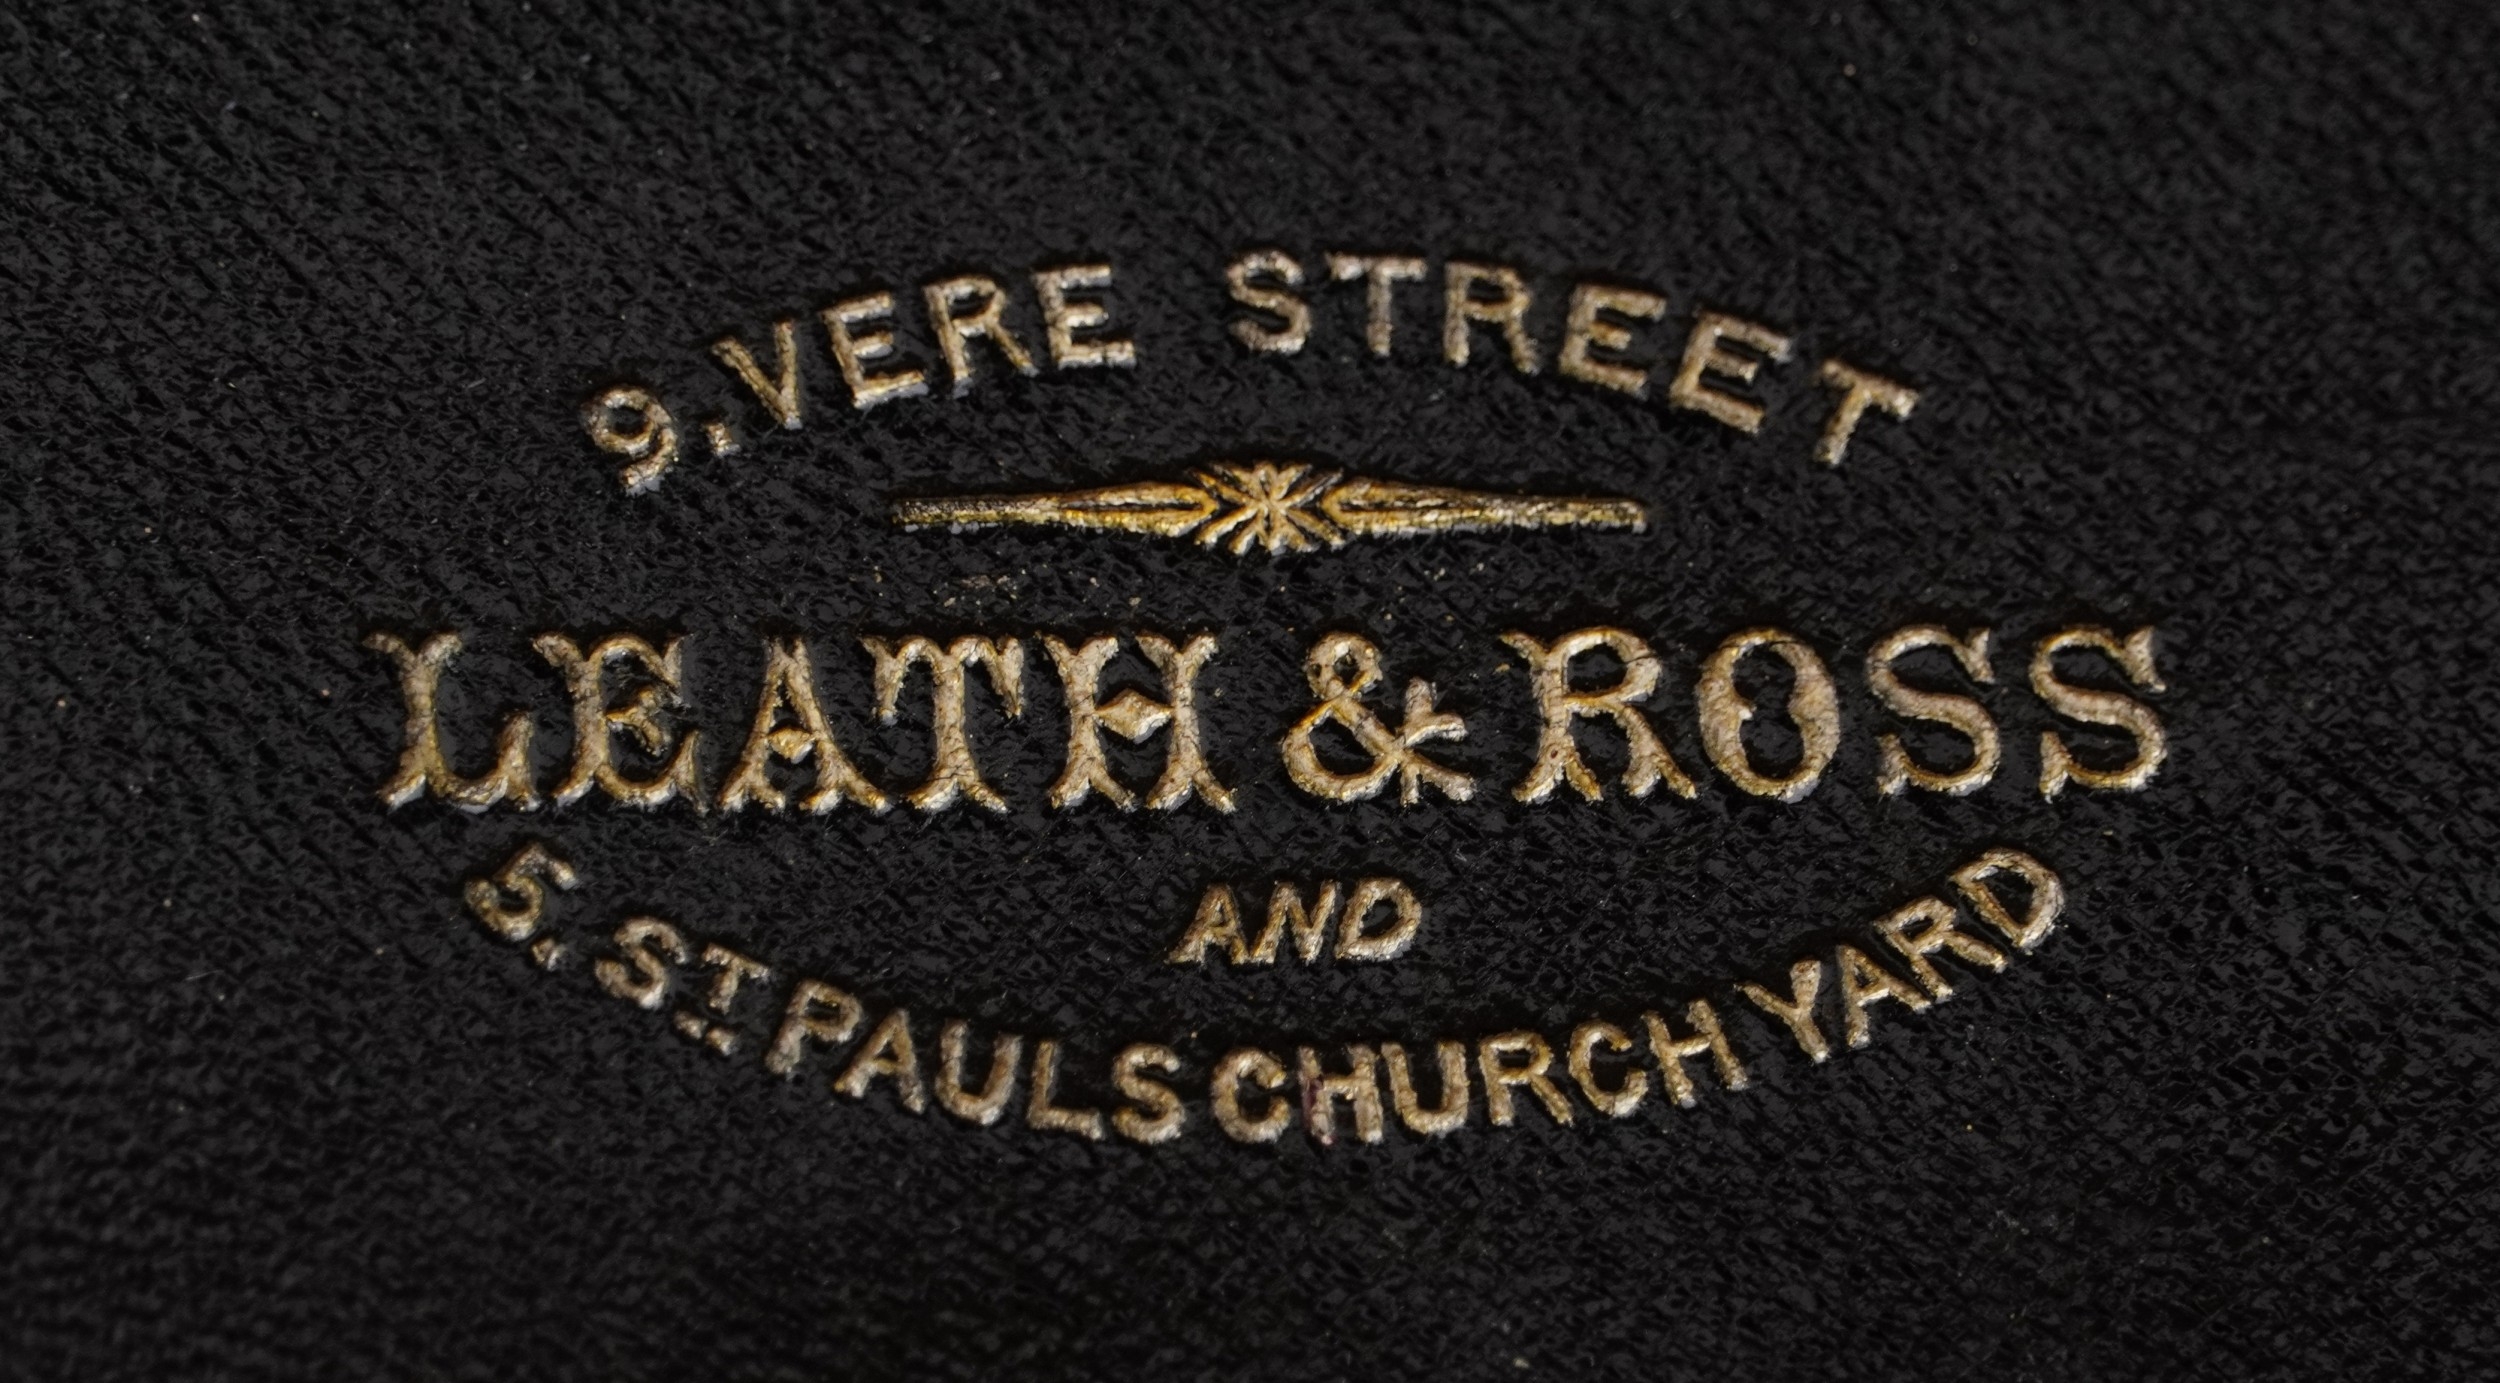 9. VERE STREET
LEATH & ROSS
AND
5. ST. PAULS CHURCH YARD